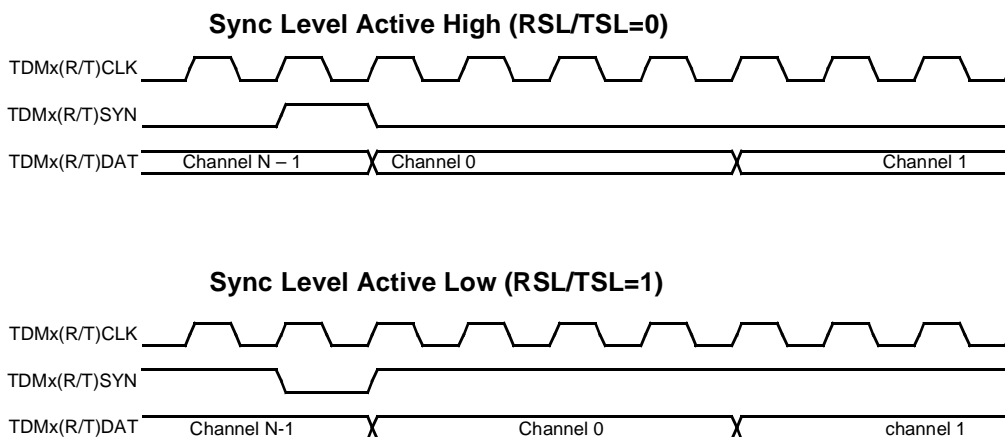 Sync Level Active High (RSL/TSL=0)
TDMx(R/T)CLK
TDMx(R/T)SYN
TDMx(R/T)DAT Channel N – 1 Channel 0 Channel 1
Sync Level Active Low (RSL/TSL=1)
TDMx(R/T)CLK
TDMx(R/T)SYN
TDMx(R/T)DAT Channel N-1 Channel 0 channel 1